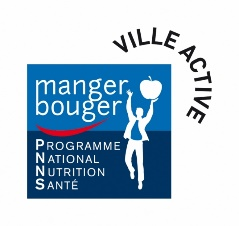 VILLE ACTIVE
manger
bouger
PROGRAMME
NATIONAL
NUTRITION
SANTÉ